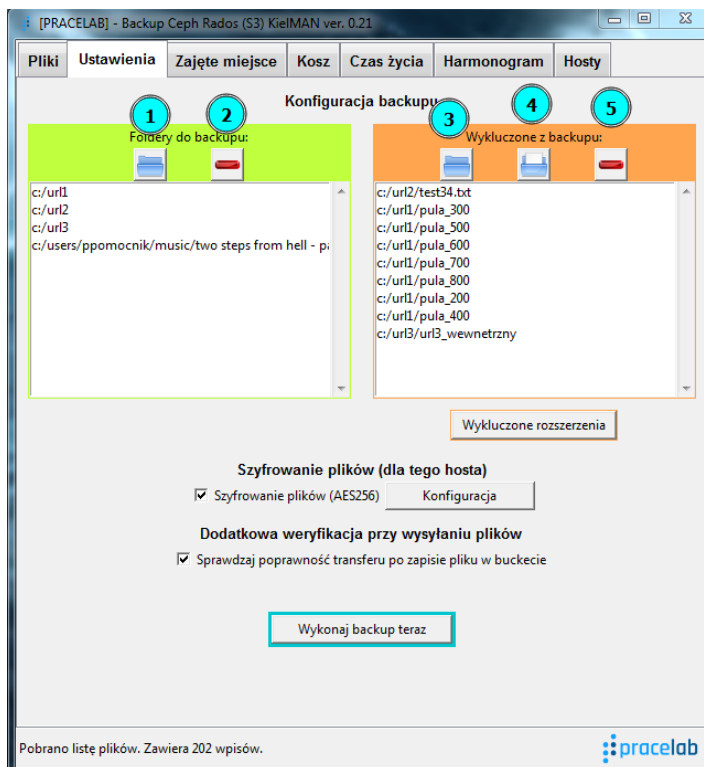 [PRACELAB] - Backup Ceph Rados (S3) KielMAN ver. 0.21
Pliki Ustawienia Zajęte miejsce Kosz Czas życia Harmonogram Hosty
Konfiguracja backupu
1 2 3 4 5
Foldery do backupu:
c:/url1
c:/url2
c:/url3
c:/users/ppomocnik/music/two steps from hell - pa
Wykluczone z backupu:
c:/url2/test34.txt
c:/url1/pula_300
c:/url1/pula_500
c:/url1/pula_600
c:/url1/pula_700
c:/url1/pula_800
c:/url1/pula_200
c:/url1/pula_400
c:/url3/url3_wewnetrzny
Wykluczone rozszerzenia
Szyfrowanie plików (dla tego hosta)
Szyfrowanie plików (AES256) Konfiguracja
Dodatkowa weryfikacja przy wysyłaniu plików
Sprawdzaj poprawność transferu po zapisie pliku w buckecie
Wykonaj backup teraz
Pobrano listę plików. Zawiera 202 wpisów.
pracelab